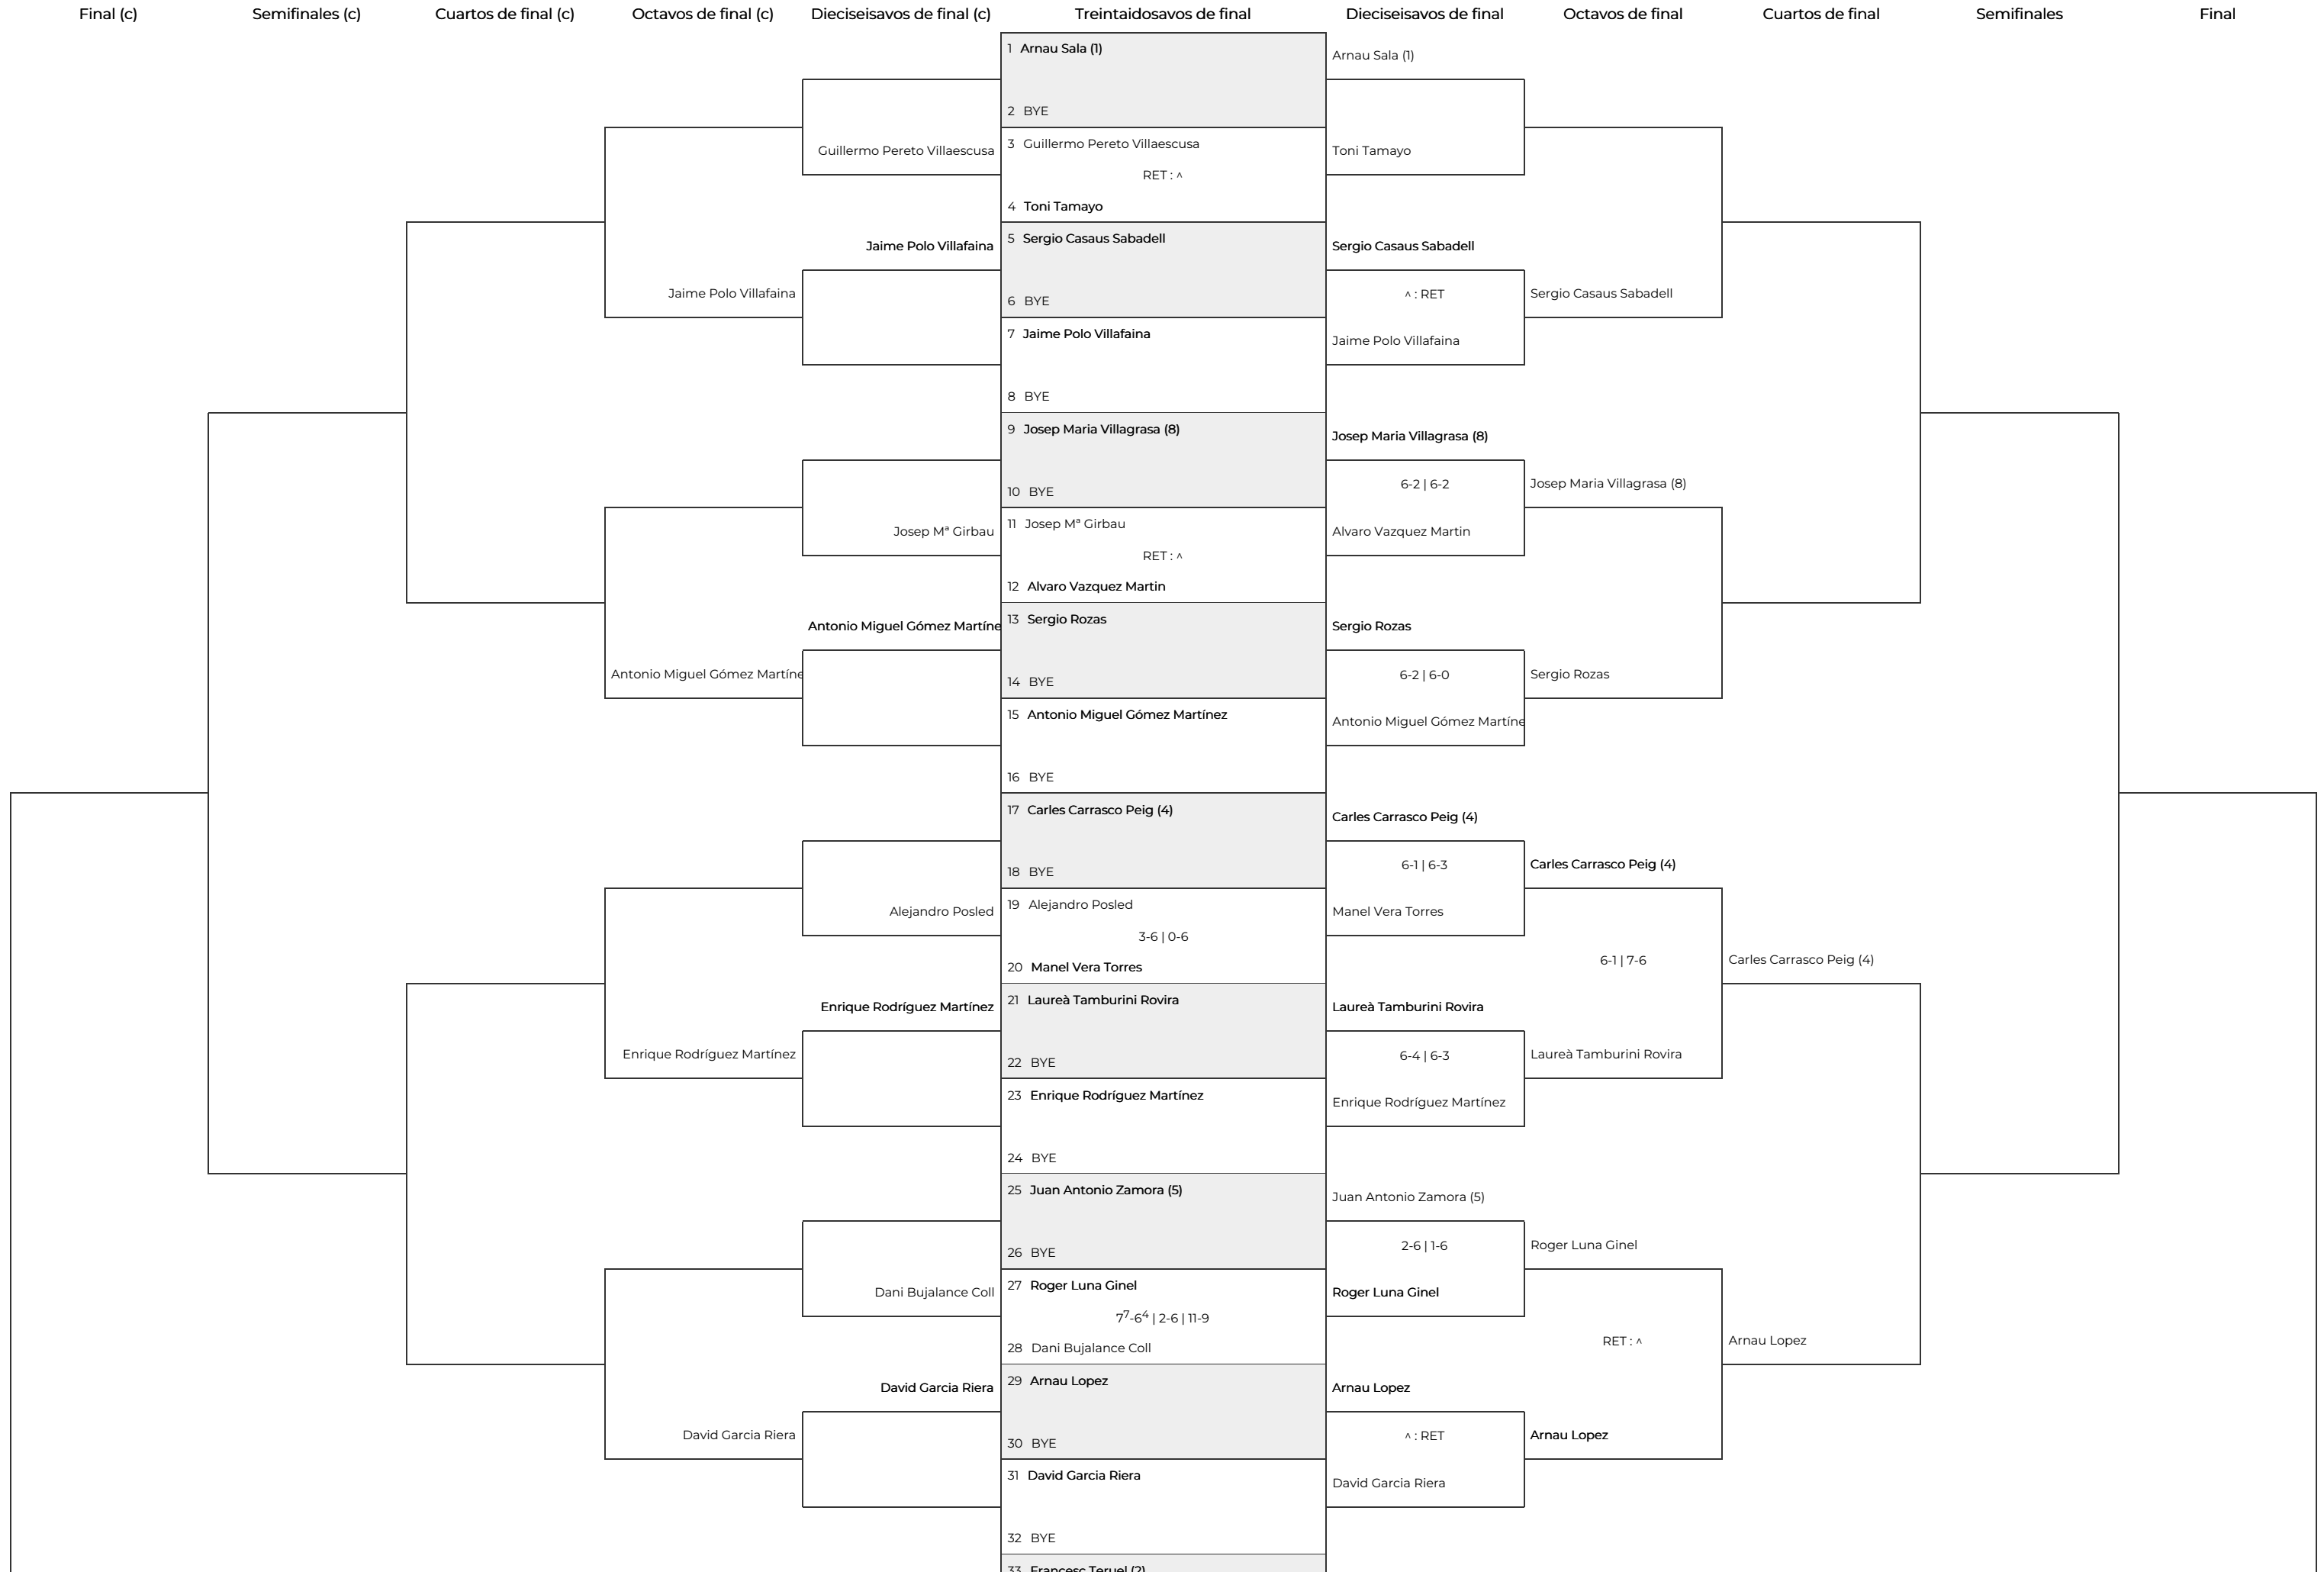 Final (c)
Semifinales (c)
Cuartos de final (c)
Octavos de final (c)
Dieciseisavos de final (c)
Treintaidosavos de final
Dieciseisavos de final
Octavos de final
Cuartos de final
Semifinales
Final
1 Arnau Sala (1)
Arnau Sala (1)
2 BYE
Guillermo Pereto Villaescusa
3 Guillermo Pereto Villaescusa
Toni Tamayo
RET : ^
4 Toni Tamayo
Jaime Polo Villafaina
5 Sergio Casaus Sabadell
Sergio Casaus Sabadell
Jaime Polo Villafaina
6 BYE
^ : RET
Sergio Casaus Sabadell
7 Jaime Polo Villafaina
Jaime Polo Villafaina
8 BYE
9 Josep Maria Villagrasa (8)
Josep Maria Villagrasa (8)
10 BYE
6-2 | 6-2
Josep Maria Villagrasa (8)
Josep Mª Girbau
11 Josep Mª Girbau
Alvaro Vazquez Martin
RET : ^
12 Alvaro Vazquez Martin
Antonio Miguel Gómez Martíne
13 Sergio Rozas
Sergio Rozas
Antonio Miguel Gómez Martíne
14 BYE
6-2 | 6-0
Sergio Rozas
15 Antonio Miguel Gómez Martínez
Antonio Miguel Gómez Martíne
16 BYE
17 Carles Carrasco Peig (4)
Carles Carrasco Peig (4)
18 BYE
6-1 | 6-3
Carles Carrasco Peig (4)
Alejandro Posled
19 Alejandro Posled
Manel Vera Torres
3-6 | 0-6
6-1 | 7-6
Carles Carrasco Peig (4)
20 Manel Vera Torres
Enrique Rodríguez Martínez
21 Laureà Tamburini Rovira
Laureà Tamburini Rovira
Enrique Rodríguez Martínez
22 BYE
6-4 | 6-3
Laureà Tamburini Rovira
23 Enrique Rodríguez Martínez
Enrique Rodríguez Martínez
24 BYE
25 Juan Antonio Zamora (5)
Juan Antonio Zamora (5)
26 BYE
2-6 | 1-6
Roger Luna Ginel
Dani Bujalance Coll
27 Roger Luna Ginel
Roger Luna Ginel
7⁷-6⁴ | 2-6 | 11-9
RET : ^
Arnau Lopez
28 Dani Bujalance Coll
David Garcia Riera
29 Arnau Lopez
Arnau Lopez
David Garcia Riera
30 BYE
^ : RET
Arnau Lopez
31 David Garcia Riera
David Garcia Riera
32 BYE
33 Francesc Teruel (2)